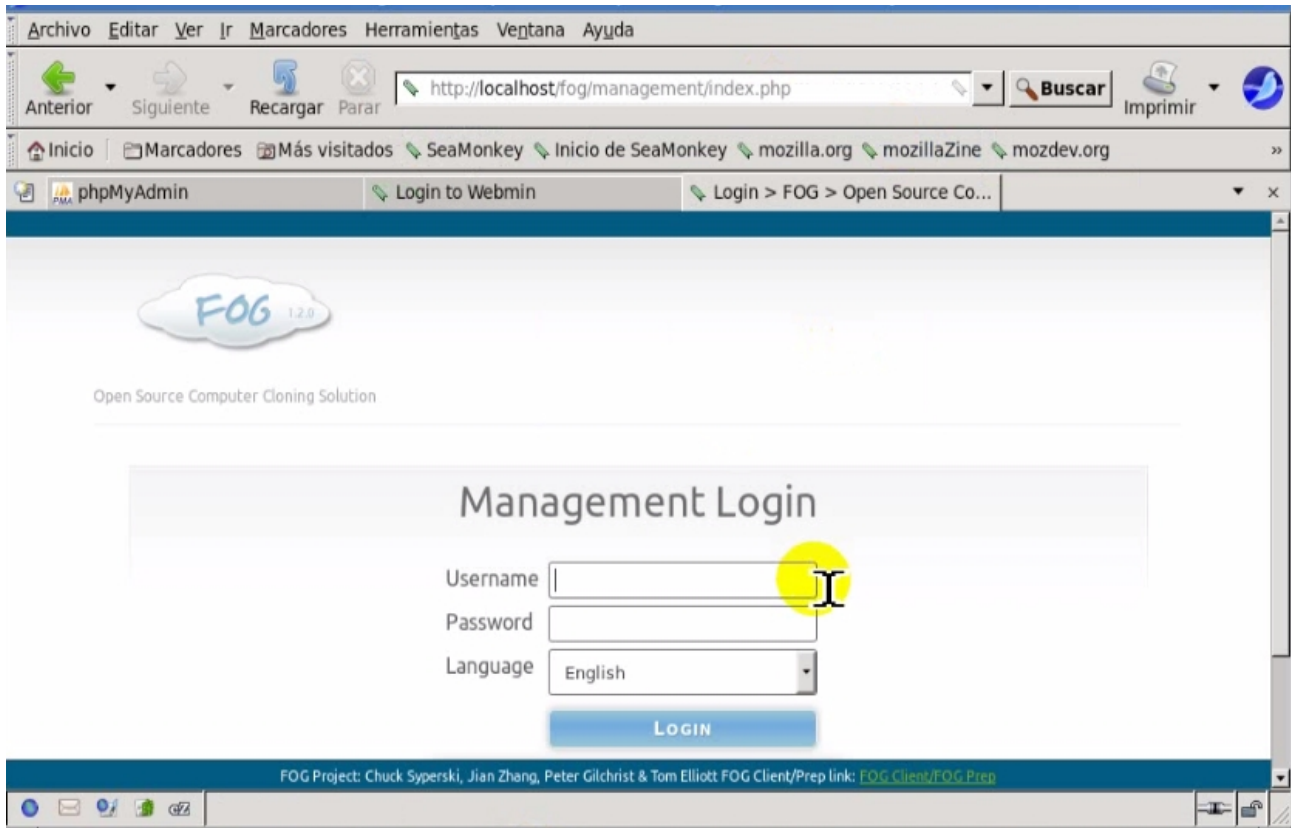 Archivo Editar Ver Ir Marcadores Herramientas Ventana Ayuda
http://localhost/fog/management/index.php
Buscar
Anterior Siguiente Recargar Parar Imprimir
Inicio Marcadores Más visitados SeaMonkey Inicio de SeaMonkey mozilla.org mozillaZine mozdev.org »
phpMyAdmin Login to Webmin Login > FOG > Open Source Co...
FOG 1.2.0
Open Source Computer Cloning Solution
Management Login
Username
Password
Language English
LOGIN
FOG Project: Chuck Syperski, Jian Zhang, Peter Gilchrist & Tom Elliott FOG Client/Prep link: FOG Client/FOG Prep